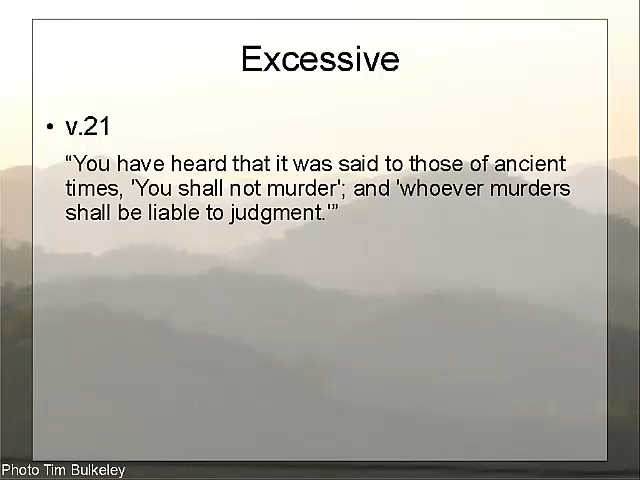 Excessive
• v.21
“You have heard that it was said to those of ancient
times, 'You shall not murder'; and 'whoever murders
shall be liable to judgment.'”
Photo Tim Bulkeley